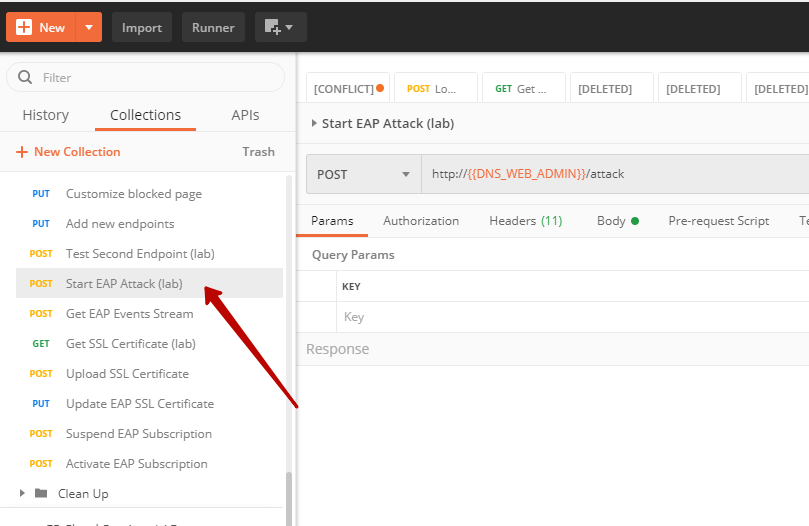 New
Import
Runner
Filter
History
Collections
APIs
New Collection
Trash
PUT Customize blocked page
PUT Add new endpoints
POST Test Second Endpoint (lab)
POST Start EAP Attack (lab)
POST Get EAP Events Stream
GET Get SSL Certificate (lab)
POST Upload SSL Certificate
PUT Update EAP SSL Certificate
POST Suspend EAP Subscription
POST Activate EAP Subscription
Clean Up
[CONFLICT]
POST Lo...
GET Get ...
[DELETED]
[DELETED]
[DELETED]
Start EAP Attack (lab)
POST
http://{{DNS_WEB_ADMIN}}/attack
Params
Authorization
Headers (11)
Body
Pre-request Script
Te
Query Params
KEY
Key
Response